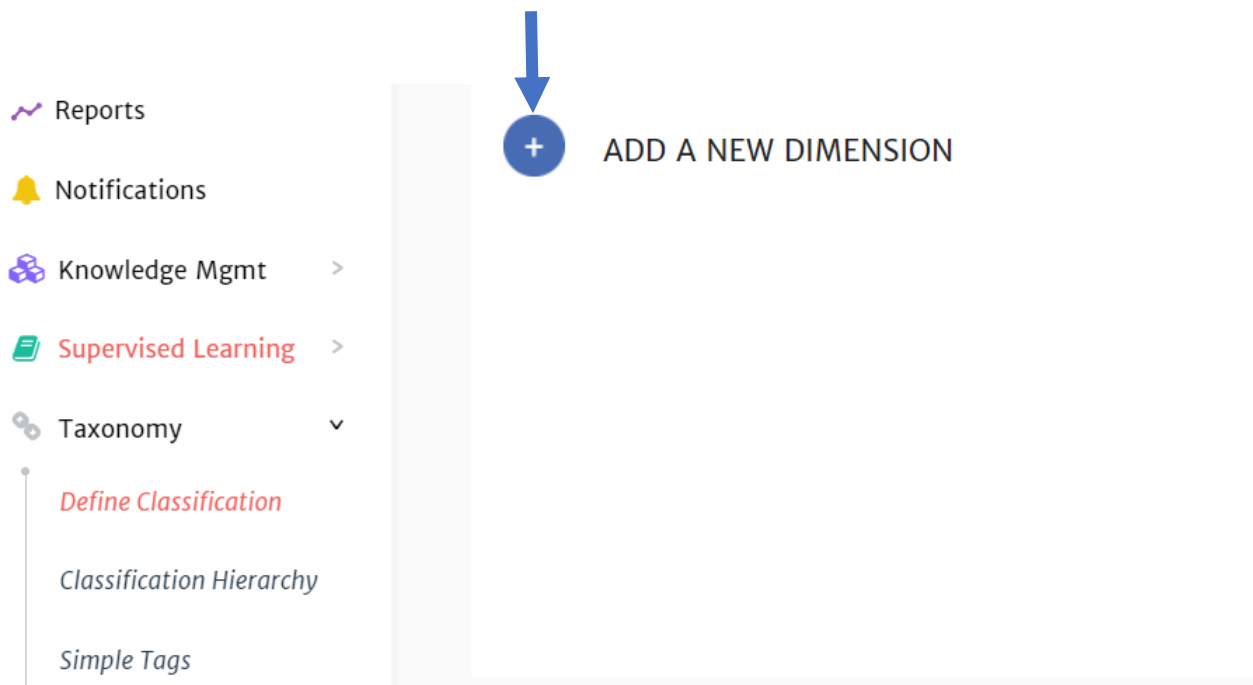 Reports
Notifications
Knowledge Mgmt
Supervised Learning
Taxonomy
Define Classification
Classification Hierarchy
Simple Tags
ADD A NEW DIMENSION